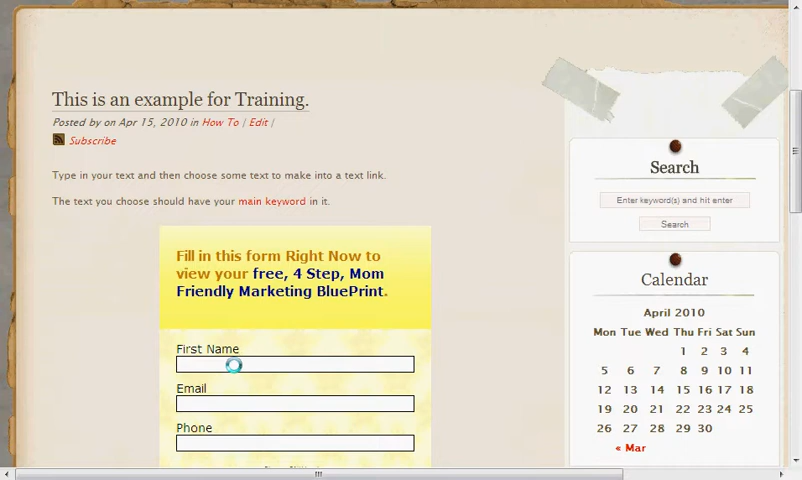 This is an example for Training.
Posted by on Apr 15, 2010 in How To | Edit |
Subscribe
Type in your text and then choose some text to make into a text link.
The text you choose should have your main keyword in it.
Fill in this form Right Now to
view your free, 4 Step, Mom
Friendly Marketing BluePrint.
First Name
Email
Phone
Search
Enter keyword(s) and hit enter
Search
Calendar
April 2010
Mon Tue Wed Thu Fri Sat Sun
1 2 3 4
5 6 7 8 9 10 11
12 13 14 15 16 17 18
19 20 21 22 23 24 25
26 27 28 29 30
« Mar